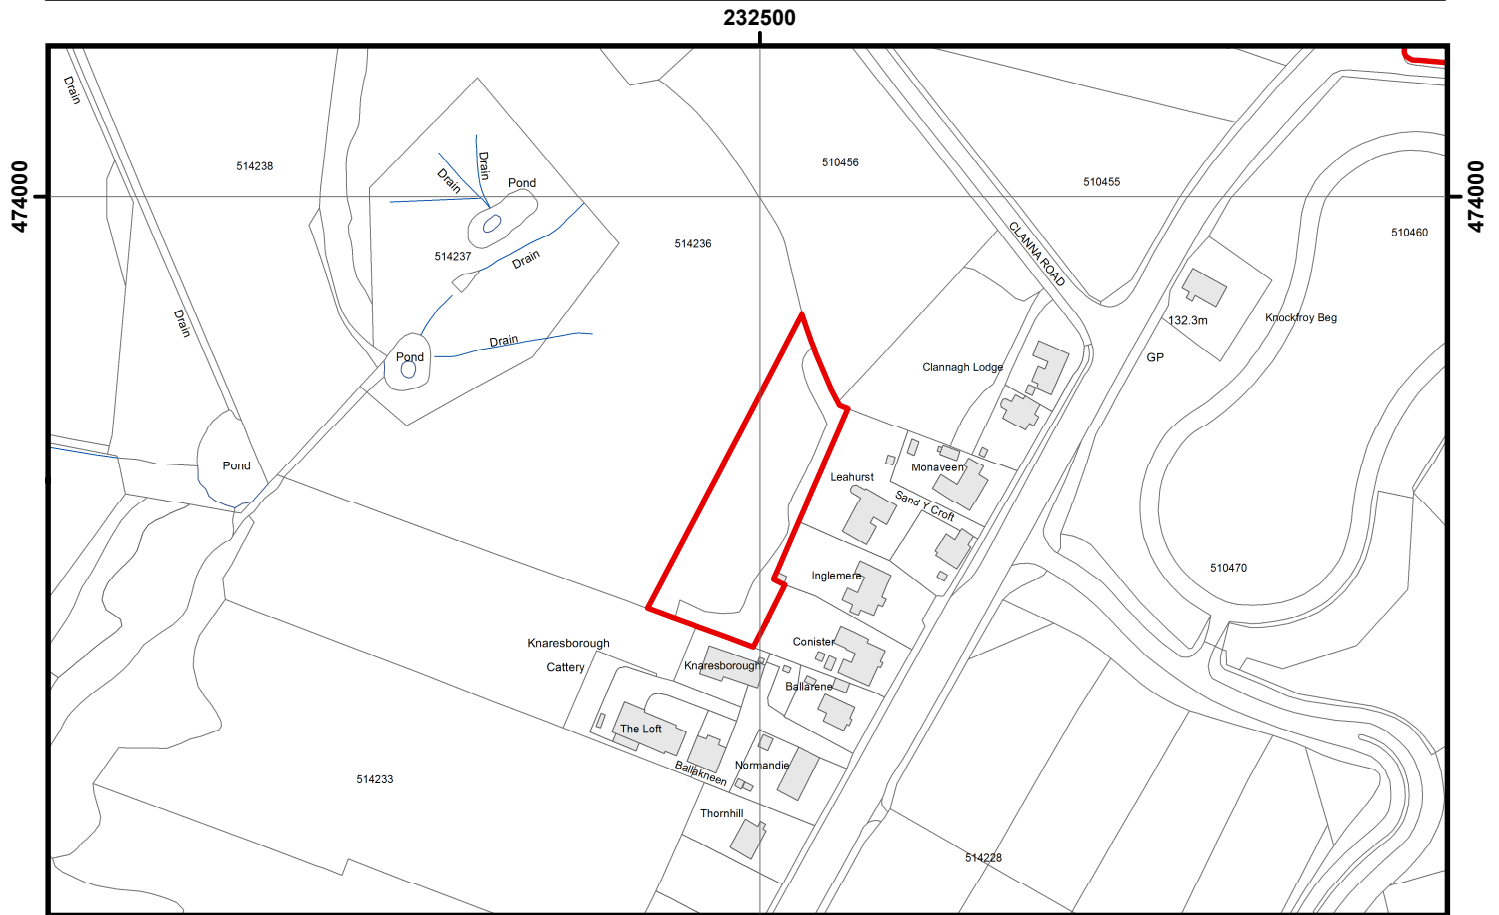 232500
474000
474000
Drain
514238
Drain
Drain
Pond
510456
510455
CLANNA ROAD
510460
514236
514237
Drain
Drain
132.3m
Knockfroy Beg
Drain
Pond
GP
Clannagh Lodge
Pond
Monaveen
Leahurst
Sand Y Croft
Inglemere
510470
Conister
Knaresborough
Cattery
Knaresborough
Ballarene
The Loft
Normandie
Ballakneen
514233
Thornhill
514228